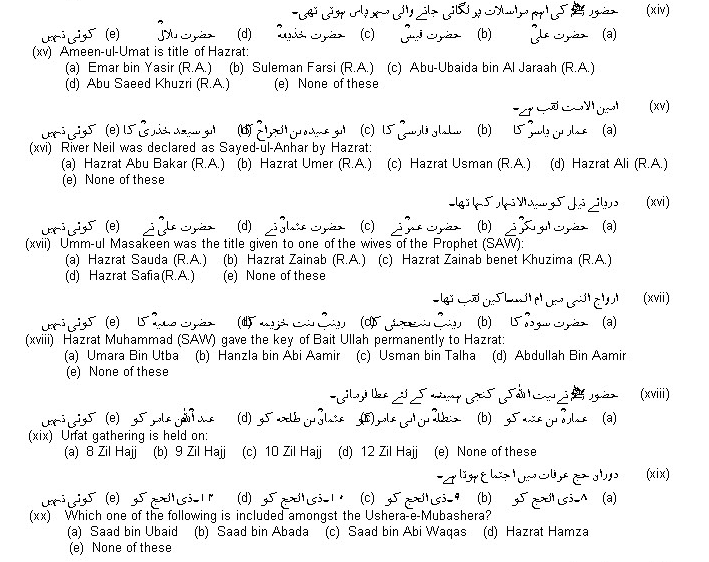 (xiv) حضور ﷺ کی اہم مراسلات پر لگائی جانے والی مہر پاس ہوتی تھی۔
(a) حضرت علیؓ (b) حضرت قیسؓ (c) حضرت خذیفہؓ (d) حضرت بلالؓ (e) کوئی نہیں
(xv) Ameen-ul-Umat is title of Hazrat:
(a) Emar bin Yasir (R.A.) (b) Suleman Farsi (R.A.) (c) Abu-Ubaida bin Al Jaraah (R.A.)
(d) Abu Saeed Khuzri (R.A.) (e) None of these
(xv) امین الامت لقب ہے۔
(a) عمار بن یاسرؓ کا (b) سلمان فارسیؓ کا (c) ابو عبیدہ بن الجراحؓ کا (d) ابو سعید خذریؓ کا (e) کوئی نہیں
(xvi) River Neil was declared as Sayed-ul-Anhar by Hazrat:
(a) Hazrat Abu Bakar (R.A.) (b) Hazrat Umer (R.A.) (c) Hazrat Usman (R.A.) (d) Hazrat Ali (R.A.)
(e) None of these
(xvi) دریائے نیل کو سیدالانہار کہا تھا۔
(a) حضرت ابو بکرؓ نے (b) حضرت عمرؓ نے (c) حضرت عثمانؓ نے (d) حضرت علیؓ نے (e) کوئی نہیں
(xvii) Umm-ul Masakeen was the title given to one of the wives of the Prophet (SAW):
(a) Hazrat Sauda (R.A.) (b) Hazrat Zainab (R.A.) (c) Hazrat Zainab benet Khuzima (R.A.)
(d) Hazrat Safia(R.A.) (e) None of these
(xvii) ازواج النبی میں ام المساکین لقب تھا۔
(a) حضرت سودہؓ کا (b) زینبؓ بنت حجش کا (c) زینبؓ بنت خزیمہ کا (d) حضرت صفیہؓ کا (e) کوئی نہیں
(xviii) Hazrat Muhammad (SAW) gave the key of Bait Ullah permanently to Hazrat:
(a) Umara Bin Utba (b) Hanzla bin Abi Aamir (c) Usman bin Talha (d) Abdullah Bin Aamir
(e) None of these
(xviii) حضور ﷺ نے بیت اللہ کی کنجی ہمیشہ کے لئے عطا فرمائی۔
(a) عمارہؓ بن عتبہ کو (b) حنظلہؓ بن ابی عامر کو (c) عثمانؓ بن طلحہ کو (d) عبد اللہؓ بن عامر کو (e) کوئی نہیں
(xix) Urfat gathering is held on:
(a) 8 Zil Hajj (b) 9 Zil Hajj (c) 10 Zil Hajj (d) 12 Zil Hajj (e) None of these
(xix) دوران حج عرفات میں اجتماع ہوتا ہے۔
(a) ۸۔ذی الحج کو (b) ۹۔ذی الحج کو (c) ۱۰۔ذی الحج کو (d) ۱۲۔ذی الحج کو (e) کوئی نہیں
(xx) Which one of the following is included amongst the Ushera-e-Mubashera?
(a) Saad bin Ubaid (b) Saad bin Abada (c) Saad bin Abi Waqas (d) Hazrat Hamza
(e) None of these